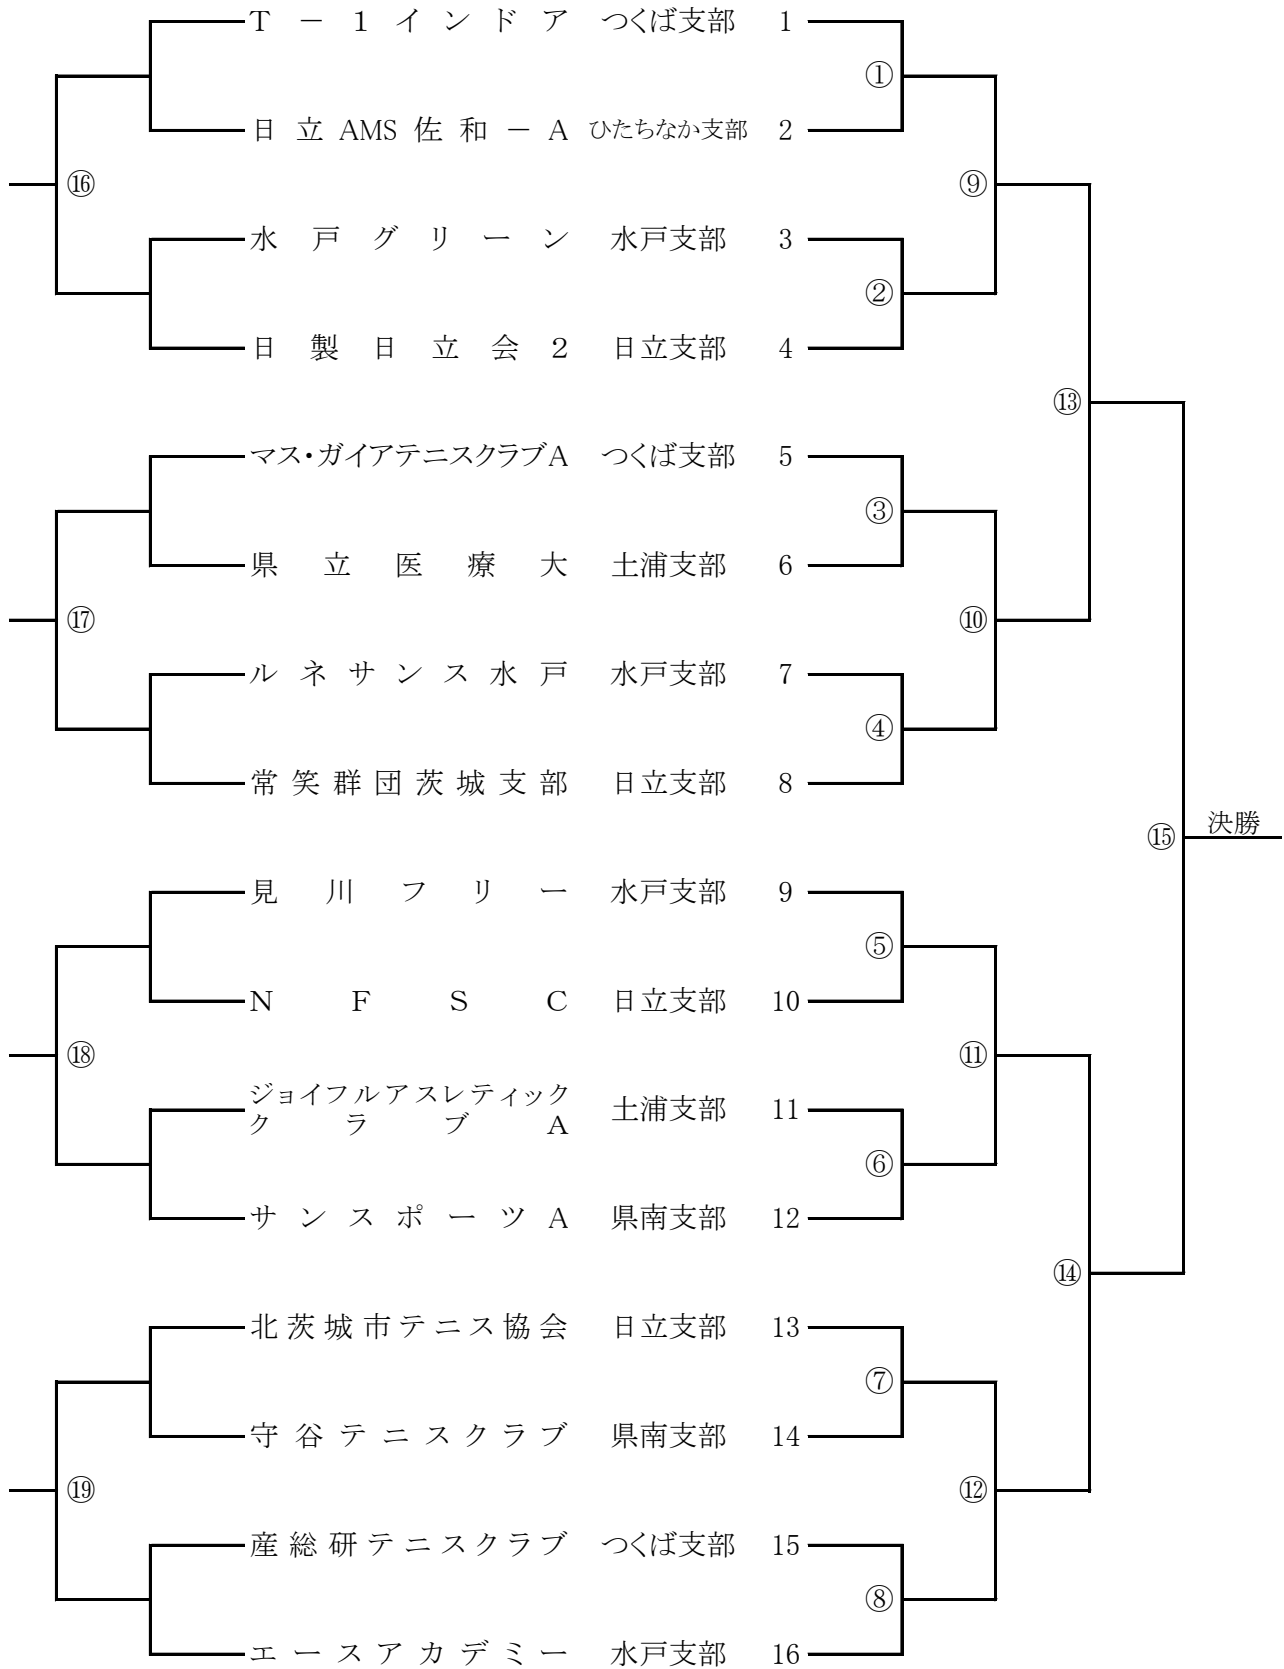 T－1インドア つくば支部 1
①
日立AMS佐和－A ひたちなか支部 2
⑯ ⑨
水戸グリーン 水戸支部 3
②
日製日立会2 日立支部 4
⑬
マス・ガイアテニスクラブA つくば支部 5
③
県立医療大 土浦支部 6
⑰ ⑩
ルネサンス水戸 水戸支部 7
④
常笑群団茨城支部 日立支部 8
⑮ 決勝
見川フリー 水戸支部 9
⑤
NFSC 日立支部 10
⑱ ⑪
ジョイフルアスレティック
クラブA 土浦支部 11
⑥
サンスポーツA 県南支部 12
⑭
北茨城市テニス協会 日立支部 13
⑦
守谷テニスクラブ 県南支部 14
⑲ ⑫
産総研テニスクラブ つくば支部 15
⑧
エースアカデミー 水戸支部 16